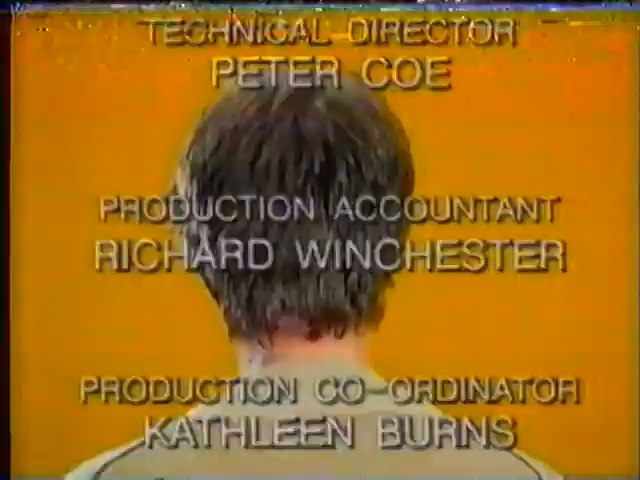 TECHNICAL DIRECTOR
PETER COE
PRODUCTION ACCOUNTANT
RICHARD WINCHESTER
PRODUCTION CO-ORDINATOR
KATHLEEN BURNS